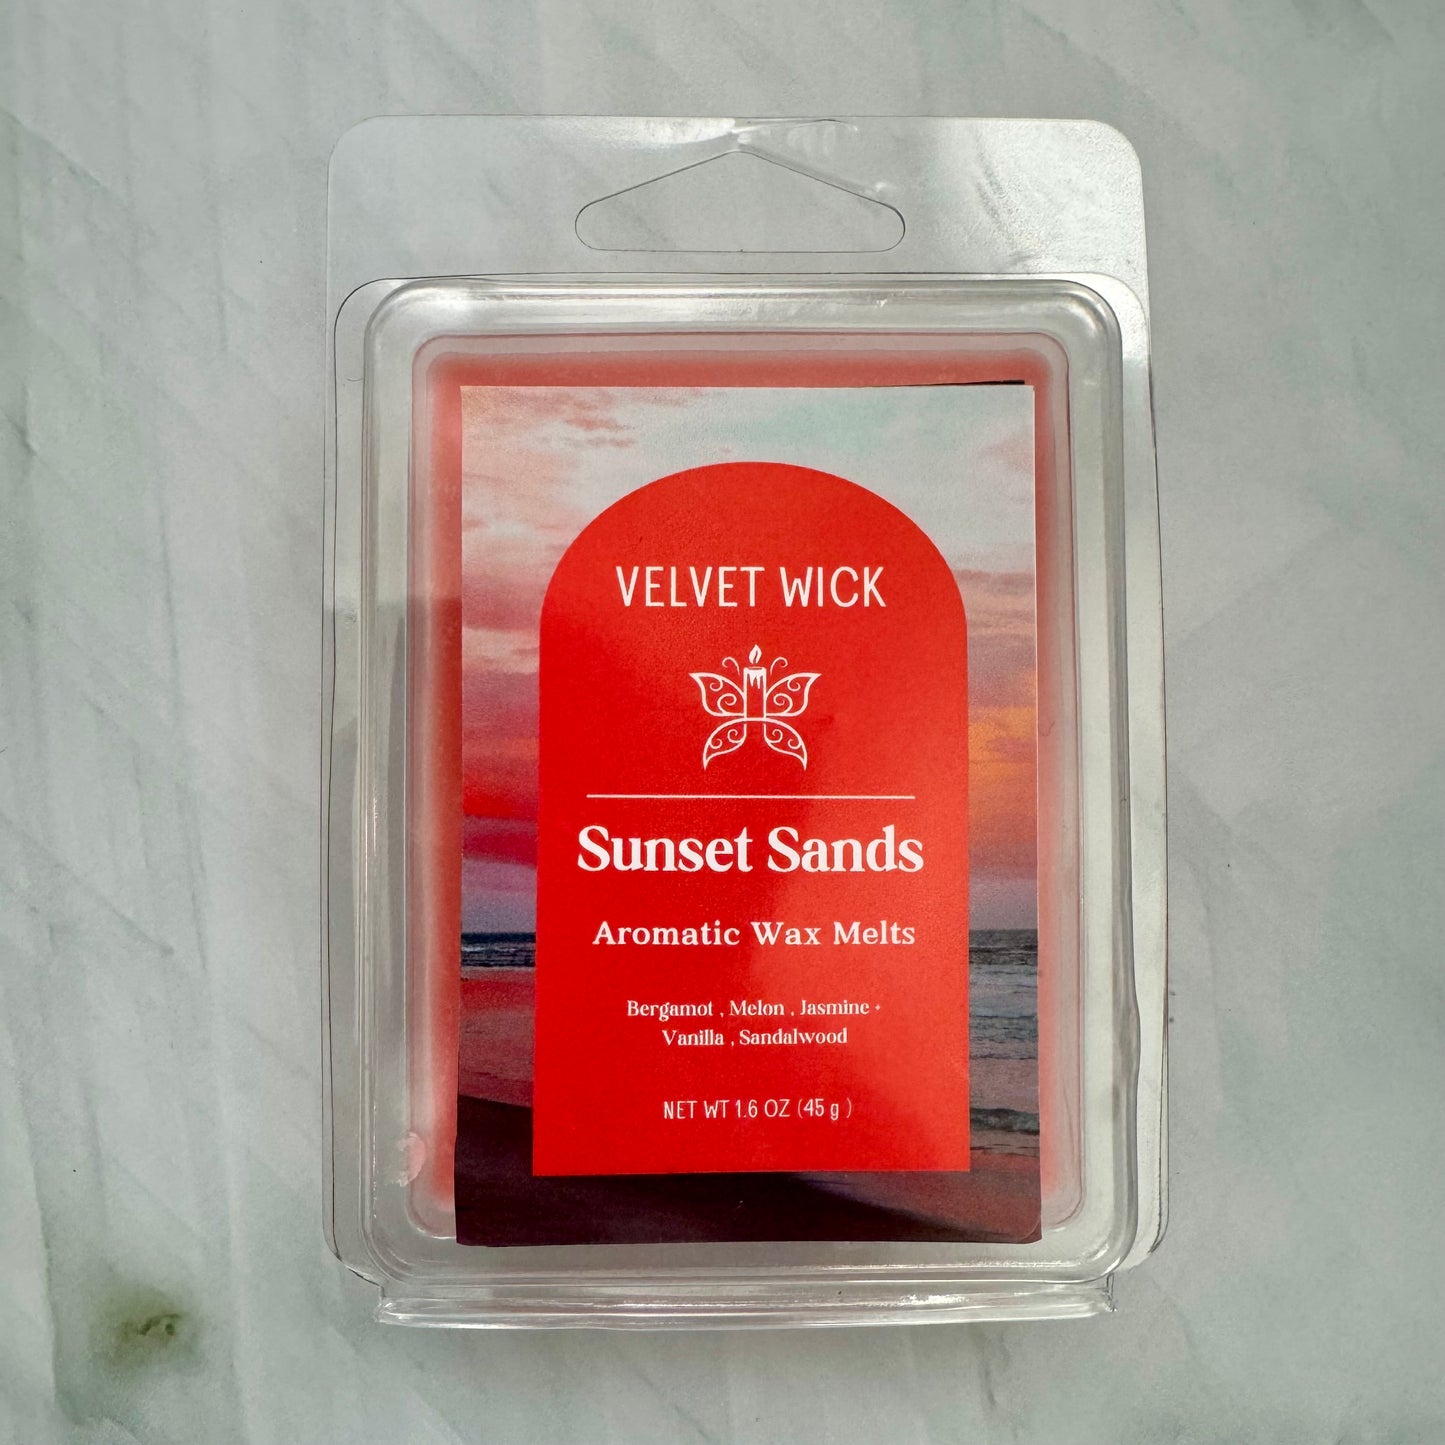 VELVET WICK
Sunset Sands
Aromatic Wax Melts
Bergamot , Melon , Jasmine +
Vanilla , Sandalwood
NET WT 1.6 OZ (45 g )